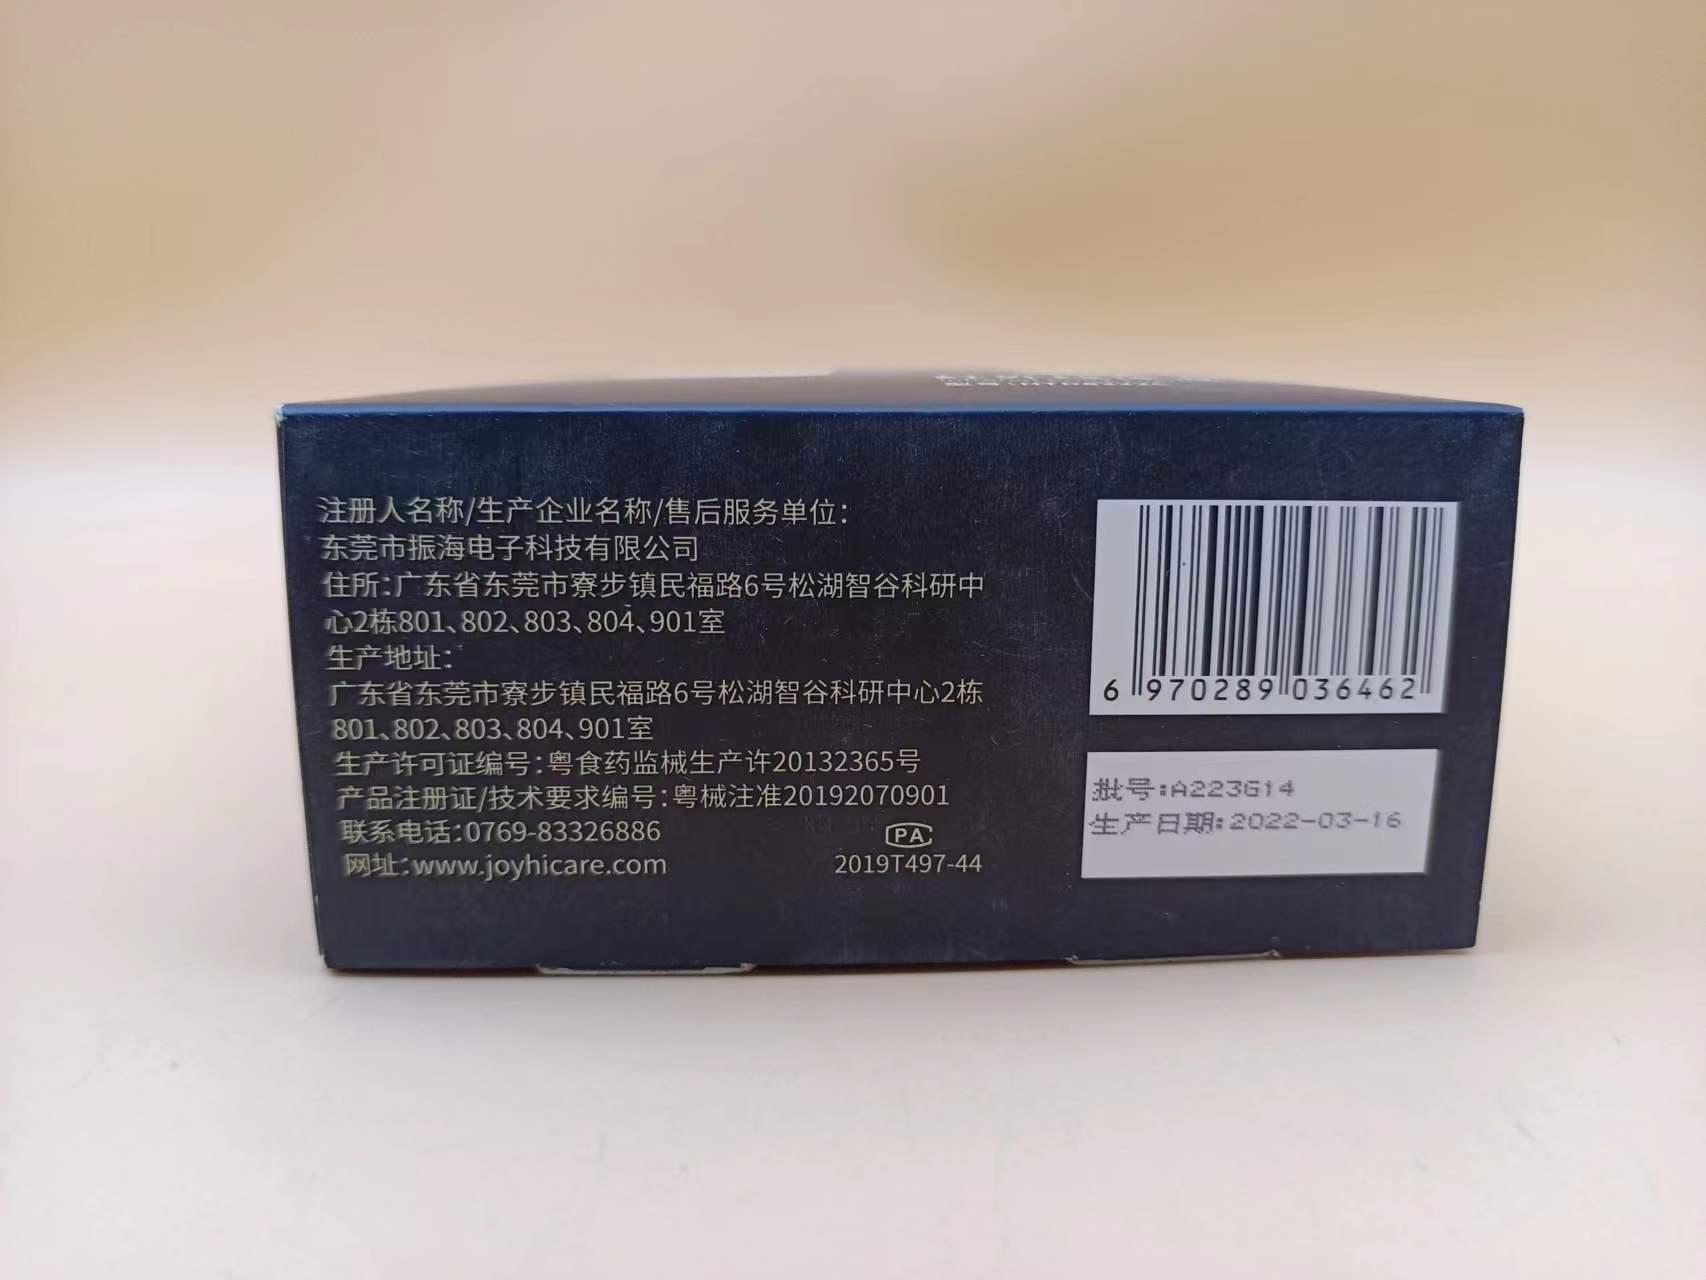 注册人名称/生产企业名称/售后服务单位：
东莞市振海电子科技有限公司
住所：广东省东莞市寮步镇民福路6号松湖智谷科研中
心2栋801、802、803、804、901室
生产地址：
广东省东莞市寮步镇民福路6号松湖智谷科研中心2栋
801、802、803、804、901室
生产许可证编号：粤食药监械生产许20132365号
产品注册证/技术要求编号：粤械注准20192070901
联系电话：0769-83326886
网址：www.joyhicare.com
PA
2019T497-44
6 970289 036462
批号:A223G14
生产日期:2022-03-16